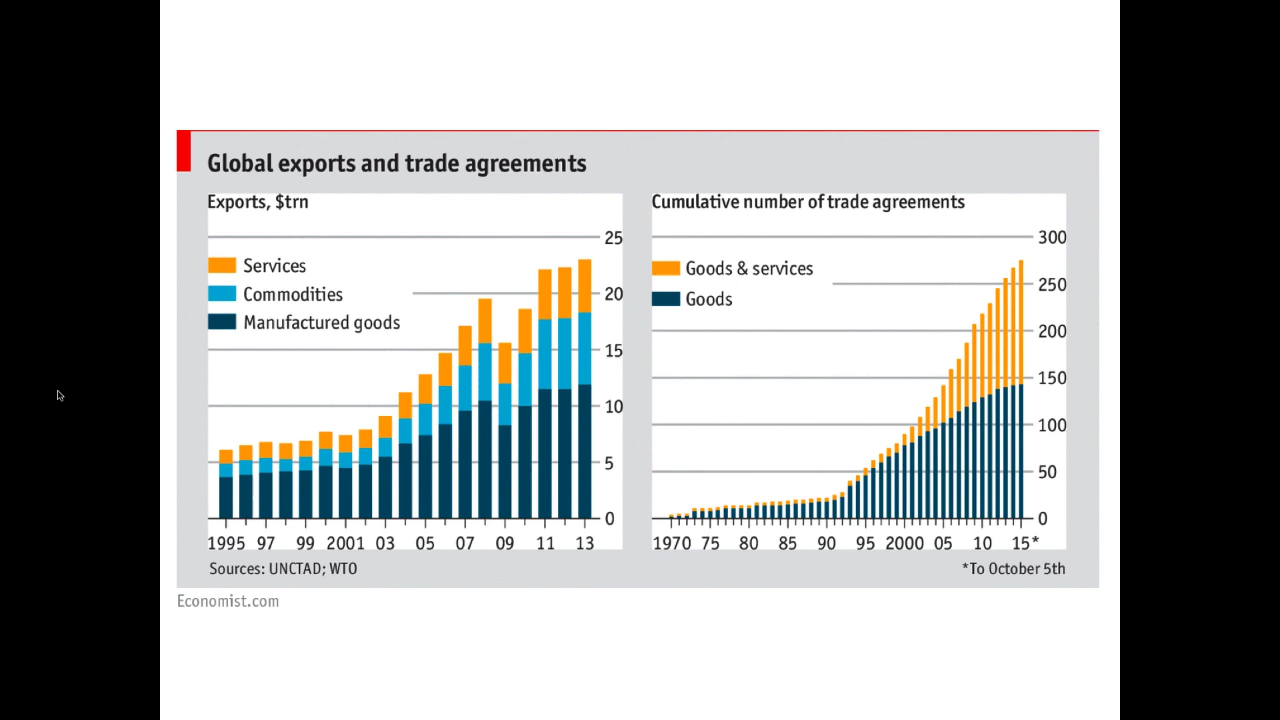 Global exports and trade agreements
Exports, $trn
25
Services
Commodities
20
Manufactured goods
15
10
5
0
1995 97 99 2001 03 05 07 09 11 13
Sources: UNCTAD; WTO
Cumulative number of trade agreements
300
Goods & services
250
Goods
200
150
100
50
0
1970 75 80 85 90 95 2000 05 10 15*
*To October 5th
Economist.com